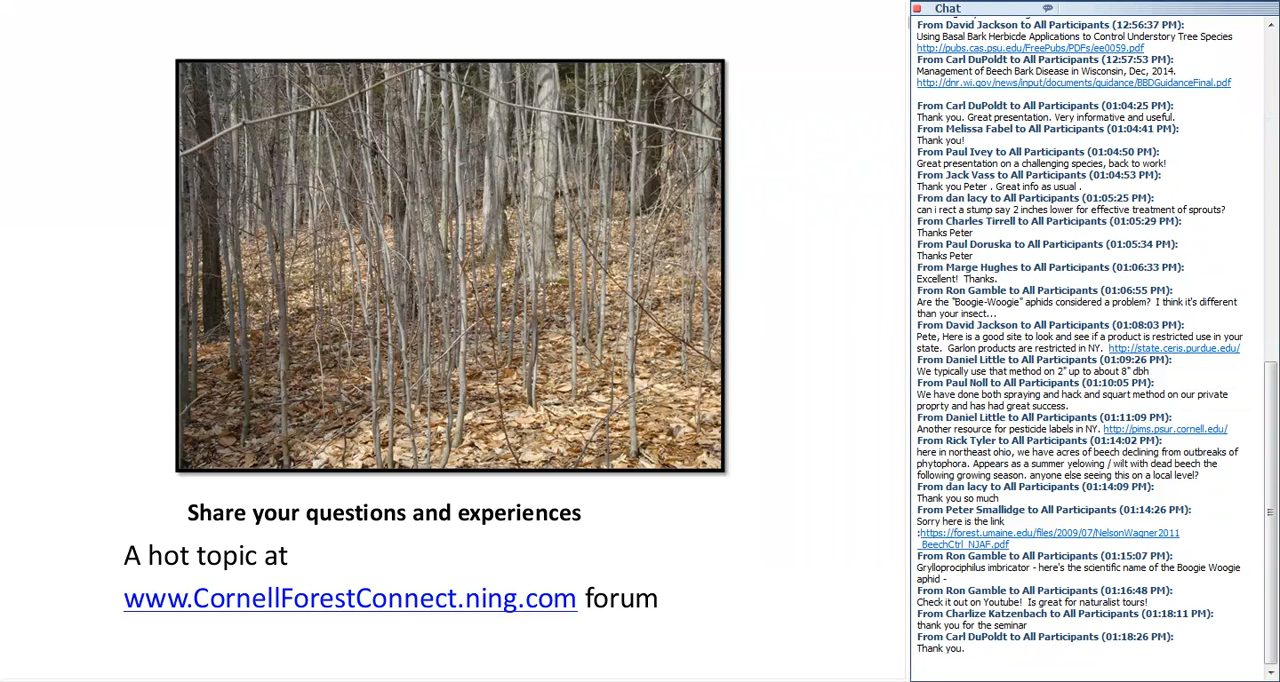 Share your questions and experiences
A hot topic at
www.CornellForestConnect.ning.com forum
Chat
From David Jackson to All Participants (12:56:37 PM):
Using Basal Bark Herbicde Applications to Control Understory Tree Species
http://pubs.cas.psu.edu/FreePubs/PDFs/ee0059.pdf
From Carl DuPoldt to All Participants (12:57:53 PM):
Management of Beech Bark Disease in Wisconsin, Dec, 2014.
http://dnr.wi.gov/news/input/documents/guidance/BBDGuidanceFinal.pdf
From Carl DuPoldt to All Participants (01:04:25 PM):
Thank you. Great presentation. Very informative and useful.
From Melissa Fabel to All Participants (01:04:41 PM):
Thank you!
From Paul Ivey to All Participants (01:04:50 PM):
Great presentation on a challenging species, back to work!
From Jack Vass to All Participants (01:04:53 PM):
Thank you Peter . Great info as usual .
From dan lacy to All Participants (01:05:25 PM):
can i rect a stump say 2 inches lower for effective treatment of sprouts?
From Charles Tirrell to All Participants (01:05:29 PM):
Thanks Peter
From Paul Doruska to All Participants (01:05:34 PM):
Thanks Peter
From Marge Hughes to All Participants (01:06:33 PM):
Excellent! Thanks.
From Ron Gamble to All Participants (01:06:55 PM):
Are the "Boogie-Woogie" aphids considered a problem? I think it's different
than your insect...
From David Jackson to All Participants (01:08:03 PM):
Pete, Here is a good site to look and see if a product is restricted use in your
state. Garlon products are restricted in NY. http://state.ceris.purdue.edu/
From Daniel Little to All Participants (01:09:26 PM):
We typically use that method on 2" up to about 8" dbh
From Paul Noll to All Participants (01:10:05 PM):
We have done both spraying and hack and squart method on our private
proprty and has had great success.
From Daniel Little to All Participants (01:11:09 PM):
Another resource for pesticide labels in NY. http://pims.psur.cornell.edu/
From Rick Tyler to All Participants (01:14:02 PM):
here in northeast ohio, we have acres of beech declining from outbreaks of
phytophora. Appears as a summer yelowing / wilt with dead beech the
following growing season. anyone else seeing this on a local level?
From dan lacy to All Participants (01:14:09 PM):
Thank you so much
From Peter Smallidge to All Participants (01:14:26 PM):
Sorry here is the link
:https://forest.umaine.edu/files/2009/07/NelsonWagner2011
_BeechCtrl_NJAF.pdf
From Ron Gamble to All Participants (01:15:07 PM):
Grylloprociphilus imbricator - here's the scientific name of the Boogie Woogie
aphid -
From Ron Gamble to All Participants (01:16:48 PM):
Check it out on Youtube! Is great for naturalist tours!
From Charlize Katzenbach to All Participants (01:18:11 PM):
thank you for the seminar
From Carl DuPoldt to All Participants (01:18:26 PM):
Thank you.